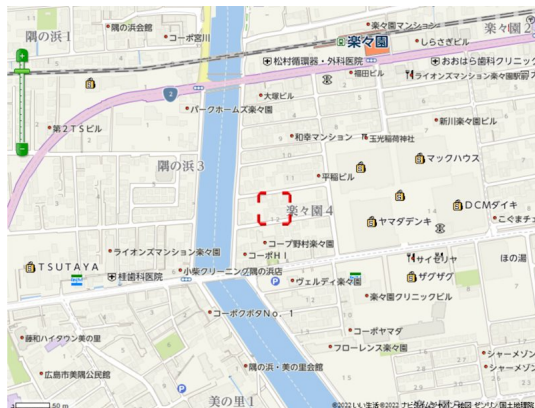 隅の浜会館
楽々園マンション
楽々園2
隅の浜1
コーポ宮川
楽々園
しらさぎビル
松村循環器・外科医院
おおはら歯科クリニック
福田ビル
ライオンズマンション楽々園駅前
大塚ビル
2
パークホームズ楽々園
新川楽々園ビル
第2TSビル
和幸マンション
玉光稲荷神社
マックハウス
隅の浜3
平稲ビル
楽々園4
DCMダイキ
ヤマダデンキ
こぐまチ
コープ野村楽々園
ライオンズマンション楽々園
コーポHI
サイゼリヤ
ほの湯
TSUTAYA
小柴クリーニング隅の浜店
桂歯科医院
ヴェルディ楽々園
ザグザグ
楽々園クリニックビル
コーポクボタNo.1
コーポヤマダ
藤和ハイタウン美の里
フローレンス楽々園
シャーメゾン
隅の浜・美の里会館
広島市美隅公民館
シャーメゾン
美の里1
50m
©2022 いい生活 ©2022 ナビタイムジャパン 地図 ゼンリン 国土地理院